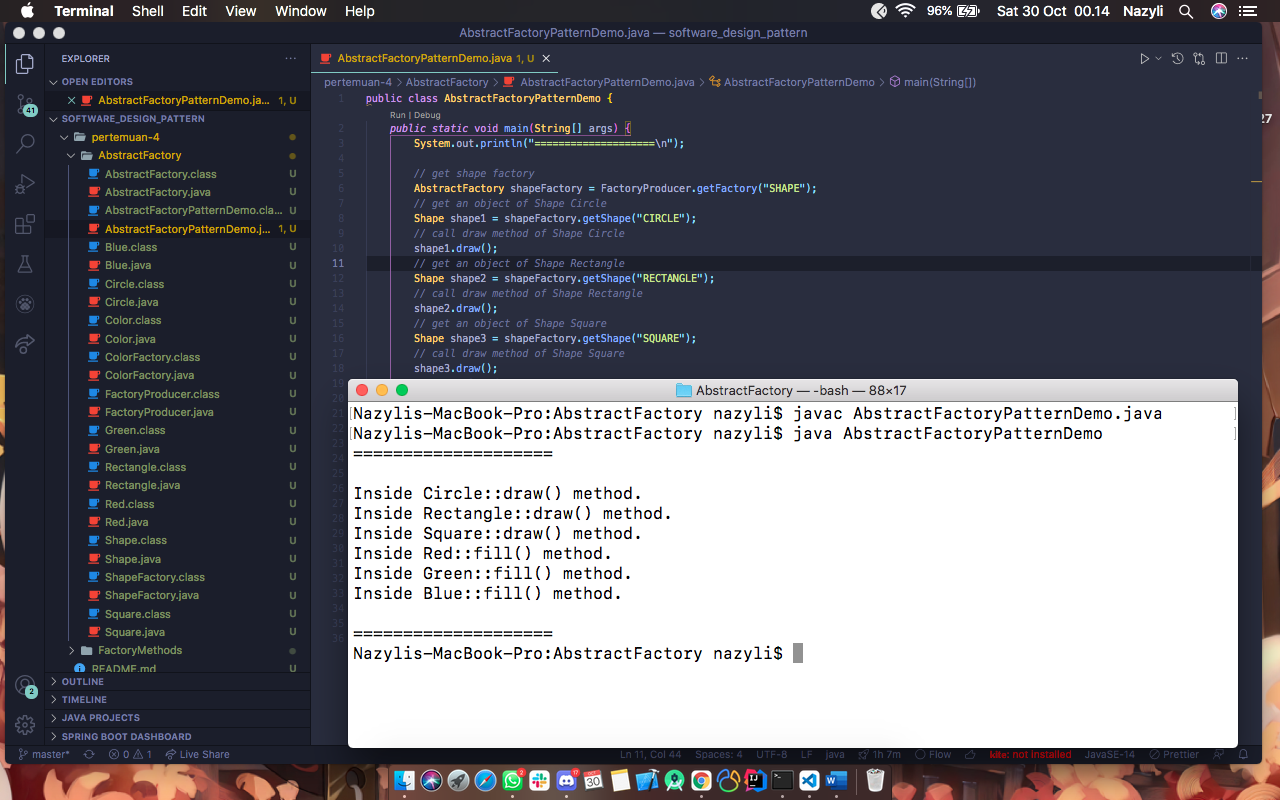 Terminal Shell Edit View Window Help 96% Sat 30 Oct 00.14 Nazyli
AbstractFactoryPatternDemo.java — software_design_pattern
EXPLORER
OPEN EDITORS
AbstractFactoryPatternDemo.ja... 1, U
SOFTWARE_DESIGN_PATTERN
pertemuan-4
AbstractFactory
AbstractFactory.class U
AbstractFactory.java U
AbstractFactoryPatternDemo.cla... U
AbstractFactoryPatternDemo.j... 1, U
Blue.class U
Blue.java U
Circle.class U
Circle.java U
Color.class U
Color.java U
ColorFactory.class U
ColorFactory.java U
FactoryProducer.class U
FactoryProducer.java U
Green.class U
Green.java U
Rectangle.class U
Rectangle.java U
Red.class U
Red.java U
Shape.class U
Shape.java U
ShapeFactory.class U
ShapeFactory.java U
Square.class U
Square.java U
FactoryMethods
README.md U
OUTLINE
TIMELINE
JAVA PROJECTS
SPRING BOOT DASHBOARD
41
2
AbstractFactoryPatternDemo.java 1, U
pertemuan-4 > AbstractFactory > AbstractFactoryPatternDemo.java > AbstractFactoryPatternDemo > main(String[])
1 public class AbstractFactoryPatternDemo {
Run | Debug
2 public static void main(String[] args) {
3 System.out.println("====================\n");
4
5 // get shape factory
6 AbstractFactory shapeFactory = FactoryProducer.getFactory("SHAPE");
7 // get an object of Shape Circle
8 Shape shape1 = shapeFactory.getShape("CIRCLE");
9 // call draw method of Shape Circle
10 shape1.draw();
11 // get an object of Shape Rectangle
12 Shape shape2 = shapeFactory.getShape("RECTANGLE");
13 // call draw method of Shape Rectangle
14 shape2.draw();
15 // get an object of Shape Square
16 Shape shape3 = shapeFactory.getShape("SQUARE");
17 // call draw method of Shape Square
18 shape3.draw();
27
AbstractFactory — -bash — 88×17
[Nazylis-MacBook-Pro:AbstractFactory nazyli$ javac AbstractFactoryPatternDemo.java ]
[Nazylis-MacBook-Pro:AbstractFactory nazyli$ java AbstractFactoryPatternDemo ]
====================
Inside Circle::draw() method.
Inside Rectangle::draw() method.
Inside Square::draw() method.
Inside Red::fill() method.
Inside Green::fill() method.
Inside Blue::fill() method.
====================
Nazylis-MacBook-Pro:AbstractFactory nazyli$
master* 0 1 Live Share Ln 11, Col 44 Spaces: 4 UTF-8 LF java 1h 7m Flow kite: not installed JavaSE-14 Prettier